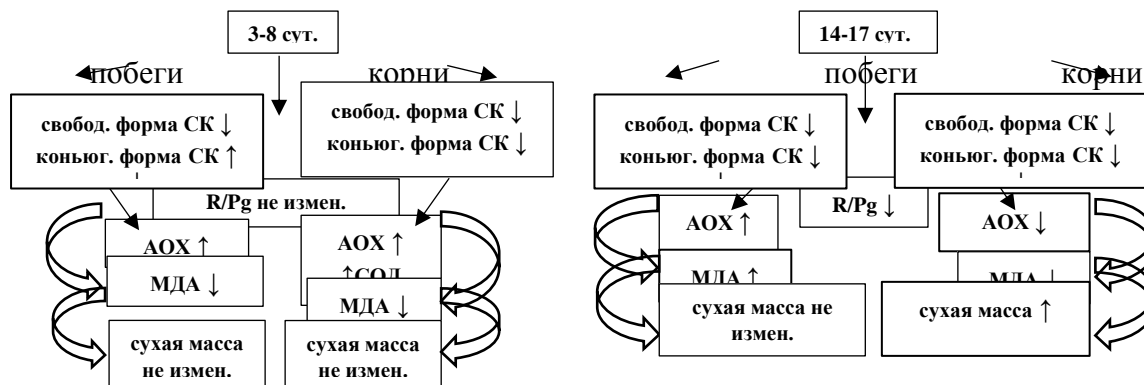 3-8 сут.
побеги
корни
свобод. форма СК ↓
коньюг. форма СК ↑
свобод. форма СК ↓
коньюг. форма СК ↓
R/Pg не измен.
АОХ ↑
МДА ↓
АОХ ↑
↑СОД
МДА ↓
сухая масса
не измен.
сухая масса
не измен.
14-17 сут.
побеги
корни
свобод. форма СК ↓
коньюг. форма СК ↓
свобод. форма СК ↓
коньюг. форма СК ↓
R/Pg ↓
АОХ ↑
МДА ↑
сухая масса не
измен.
АОХ ↓
МДА ↓
сухая масса ↑